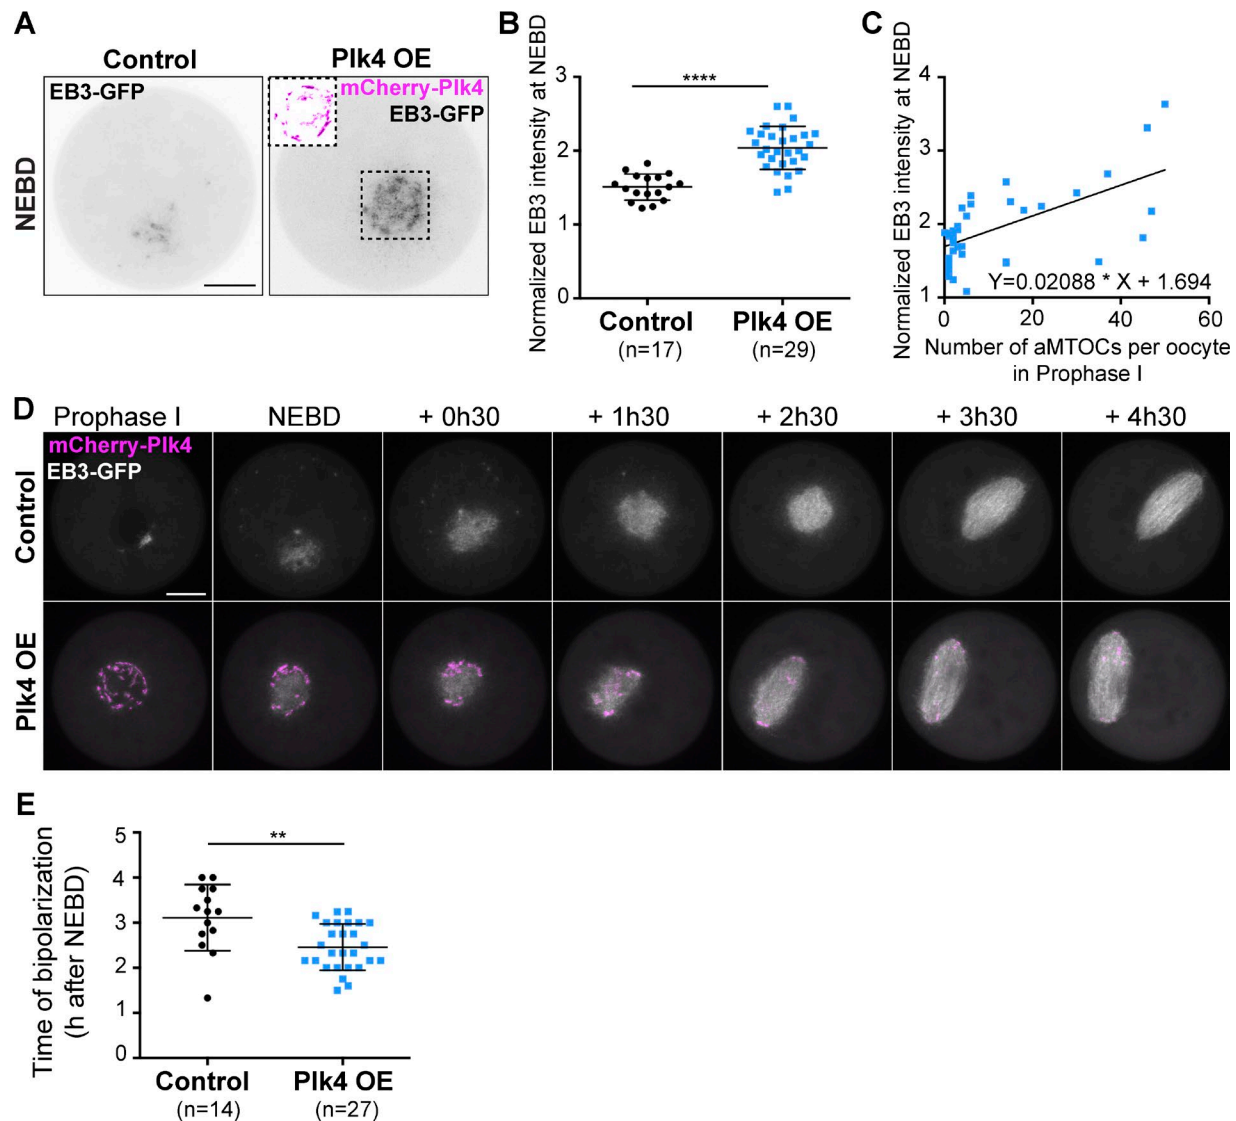 A
Control
Plk4 OE
EB3-GFP
mCherry-Plk4
EB3-GFP
NEBD
B
Normalized EB3 intensity at NEBD
3
2
1
0
****
Control
Plk4 OE
(n=17)
(n=29)
C
Normalized EB3 intensity at NEBD
4
3
2
1
Y=0.02088 * X + 1.694
0
20
40
60
Number of aMTOCs per oocyte
in Prophase I
D
Prophase I
NEBD
+ 0h30
+ 1h30
+ 2h30
+ 3h30
+ 4h30
mCherry-Plk4
EB3-GFP
Control
Plk4 OE
E
Time of bipolarization
(h after NEBD)
5
4
3
2
1
0
**
Control
Plk4 OE
(n=14)
(n=27)